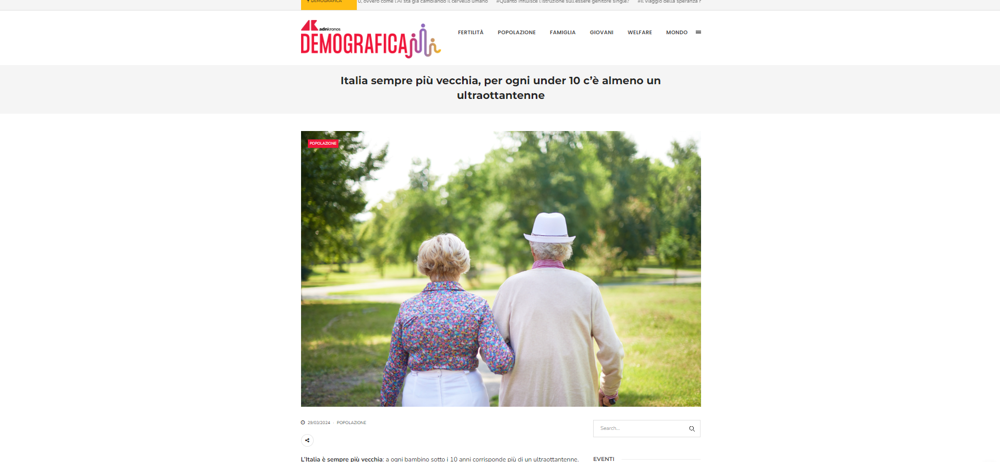 DEMOGRAFICA
0, ovvero come l'AI sta già cambiando il cervello umano #Quanto influisce l'istruzione sull'essere genitore single? #Il viaggio della speranza
adnkronos
DEMOGRAFICA
FERTILITÀ POPOLAZIONE FAMIGLIA GIOVANI WELFARE MONDO
Italia sempre più vecchia, per ogni under 10 c'è almeno un
ultraottantenne
POPOLAZIONE
29/03/2024 · POPOLAZIONE
Search...
L'Italia è sempre più vecchia: a ogni bambino sotto i 10 anni corrisponde più di un ultraottantenne.
EVENTI